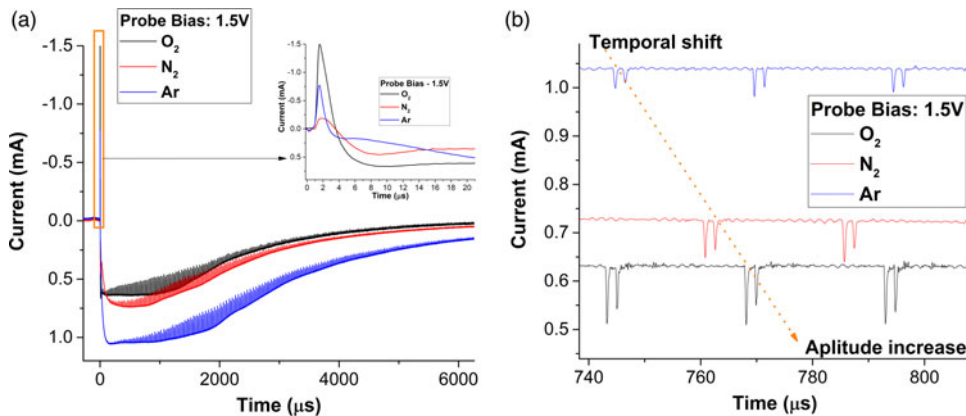 (a)
Probe Bias: 1.5V
O2
N2
Ar
-1.5
-1.0
-0.5
0.0
0.5
1.0
Current (mA)
0
2000
4000
6000
Time (μs)
-1.5
-1.0
-0.5
0.0
0.5
Current (mA)
Probe Bias - 1.5V
O2
N2
Ar
0 2 4 6 8 10 12 14 16 18 20
Time (μs)
(b)
Temporal shift
Probe Bias: 1.5V
O2
N2
Ar
1.0
0.9
0.8
0.7
0.6
0.5
Current (mA)
Aplitude increase
740
760
780
800
Time (μs)